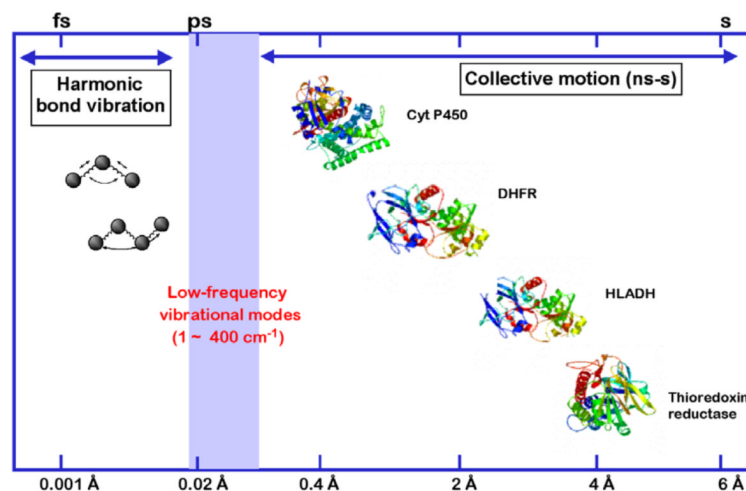 fs ps s
Harmonic
bond vibration
Collective motion (ns-s)
Cyt P450
DHFR
Low-frequency
vibrational modes
(1 ~ 400 cm⁻¹)
HLADH
Thioredoxin
reductase
0.001 Å 0.02 Å 0.4 Å 2 Å 4 Å 6 Å